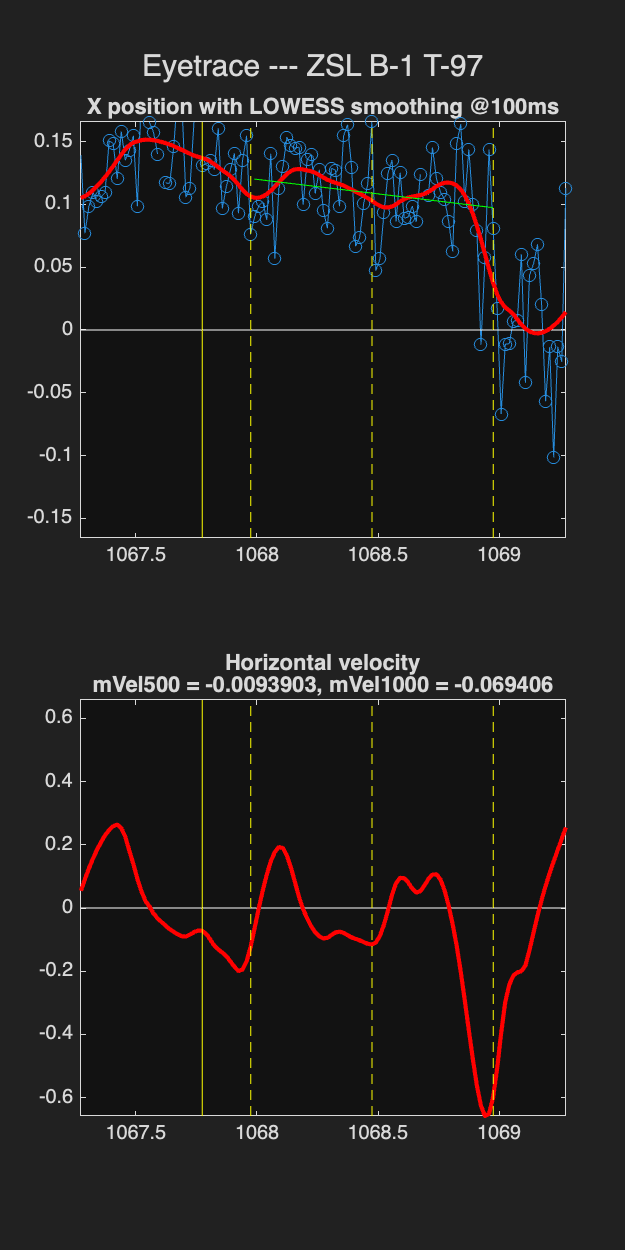 Eyetrace --- ZSL B-1 T-97
X position with LOWESS smoothing @100ms
0.15
0.1
0.05
0
-0.05
-0.1
-0.15
1067.5 1068 1068.5 1069
Horizontal velocity
mVel500 = -0.0093903, mVel1000 = -0.069406
0.6
0.4
0.2
0
-0.2
-0.4
-0.6
1067.5 1068 1068.5 1069